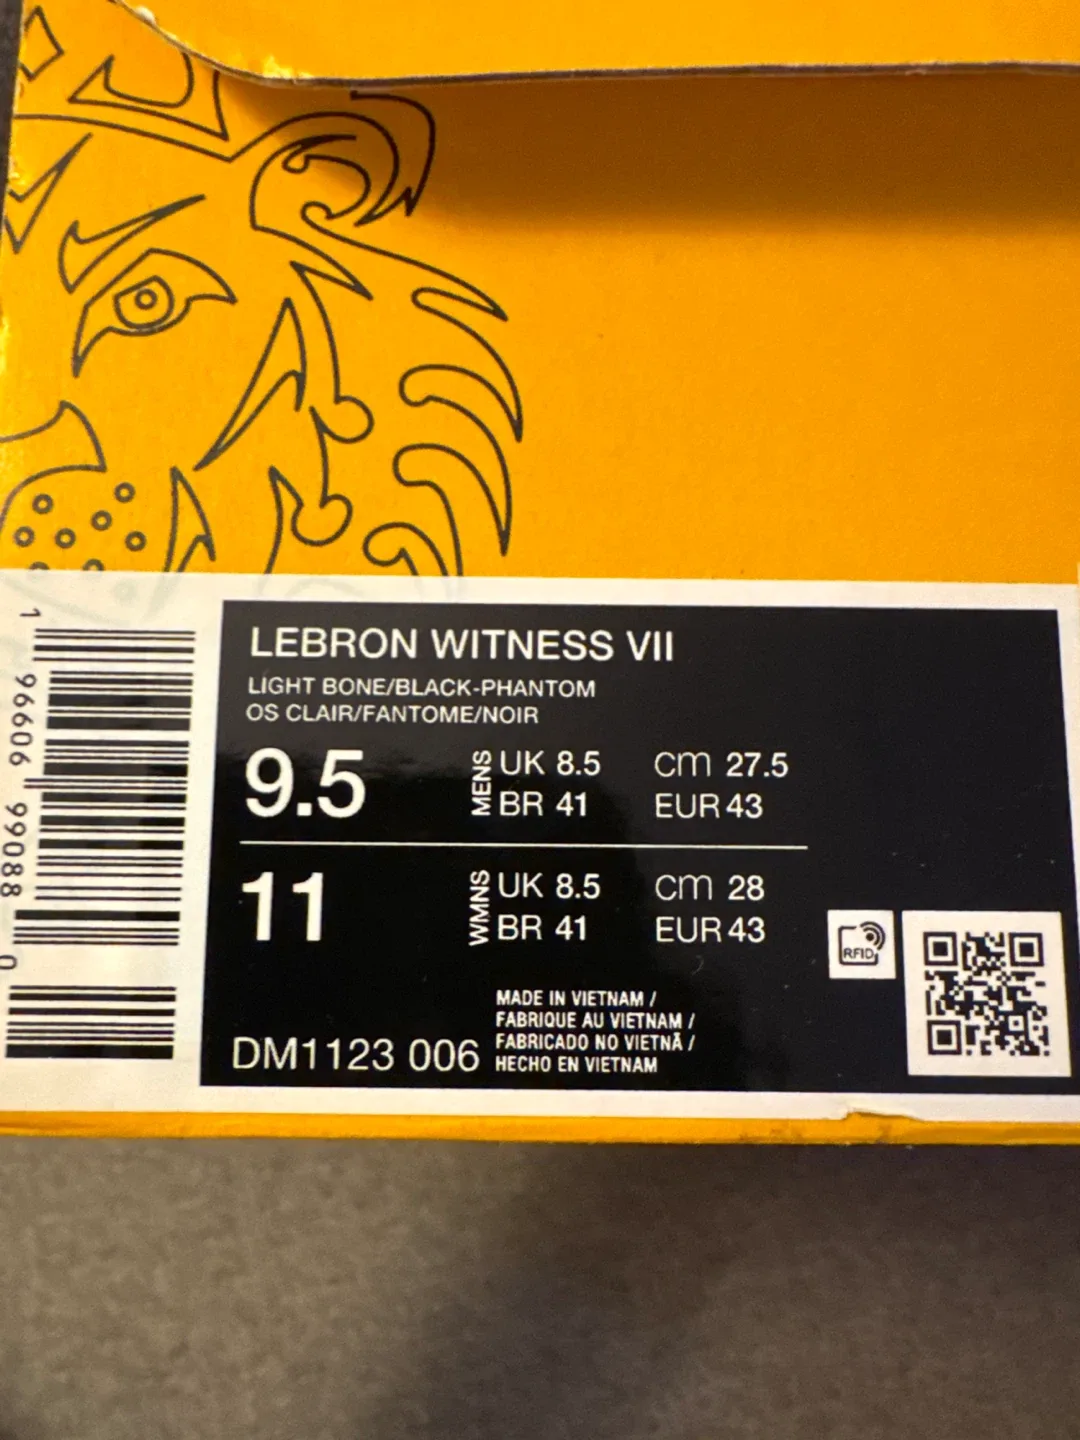 LEBRON WITNESS VII
LIGHT BONE/BLACK-PHANTOM
OS CLAIR/FANTOME/NOIR
9.5 MENS UK 8.5 cm 27.5
BR 41 EUR 43
11 WMNS UK 8.5 cm 28
BR 41 EUR 43
MADE IN VIETNAM /
FABRIQUE AU VIETNAM /
FABRICADO NO VIETNÃ /
HECHO EN VIETNAM
DM1123 006
RFID
1 96606 99088 0